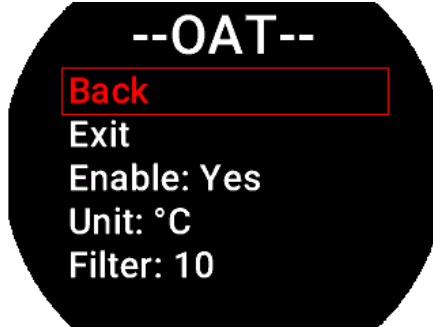 --OAT--
Back
Exit
Enable: Yes
Unit: °C
Filter: 10